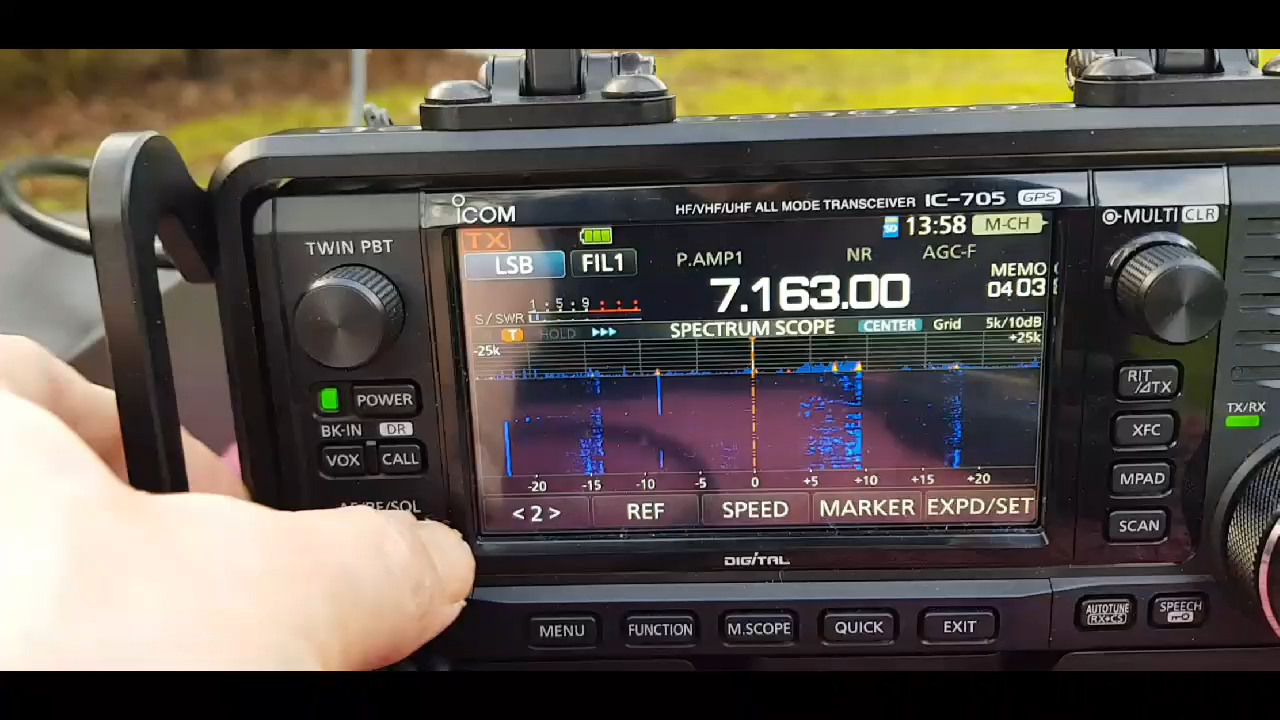 ICOM
HF/VHF/UHF ALL MODE TRANSCEIVER IC-705 GPS
MULTI CLR
TWIN PBT
TX
SD 13:58 M-CH
LSB FIL1 P.AMP1 NR AGC-F
7.163.00
MEMO
0403
1:5:9
S/SWR
T HOLD SPECTRUM SCOPE CENTER Grid 5k/10dB
-25k +25k
-20 -15 -10 -5 0 +5 +10 +15 +20
<2> REF SPEED MARKER EXPD/SET
POWER
BK-IN DR
VOX CALL
AF/RF/SQL
RIT/ΔTX
XFC
MPAD
SCAN
TX/RX
DIGITAL
MENU FUNCTION M.SCOPE QUICK EXIT
AUTOTUNE
RX•CS
SPEECH